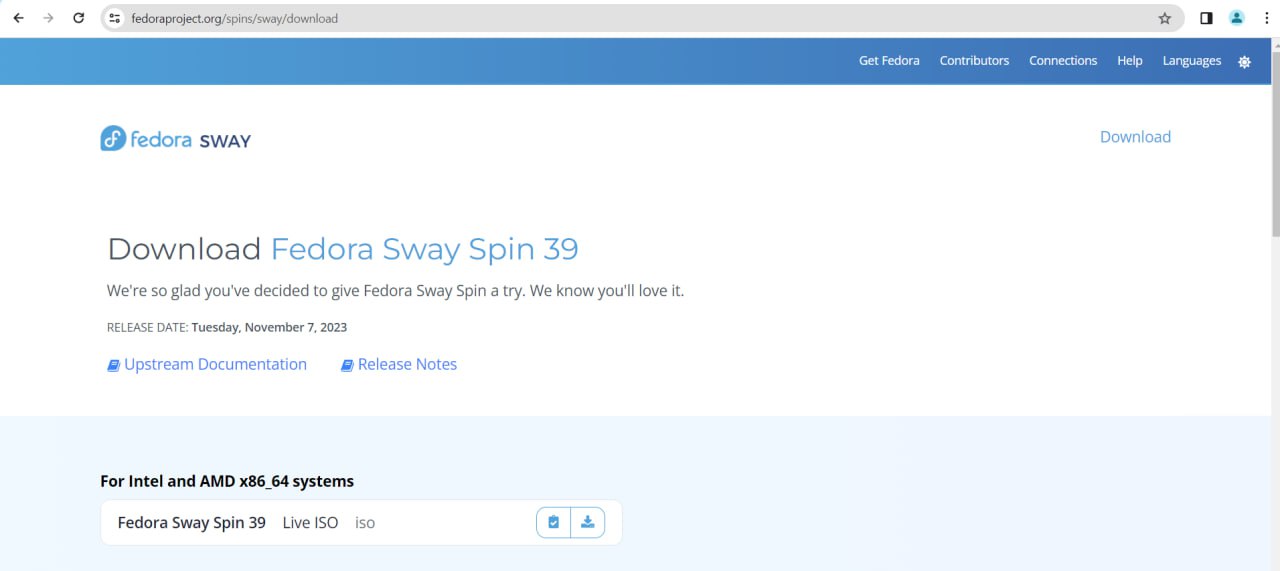 fedoraproject.org/spins/sway/download
Get Fedora Contributors Connections Help Languages
fedora SWAY
Download
Download Fedora Sway Spin 39
We're so glad you've decided to give Fedora Sway Spin a try. We know you'll love it.
RELEASE DATE: Tuesday, November 7, 2023
Upstream Documentation Release Notes
For Intel and AMD x86_64 systems
Fedora Sway Spin 39 Live ISO iso